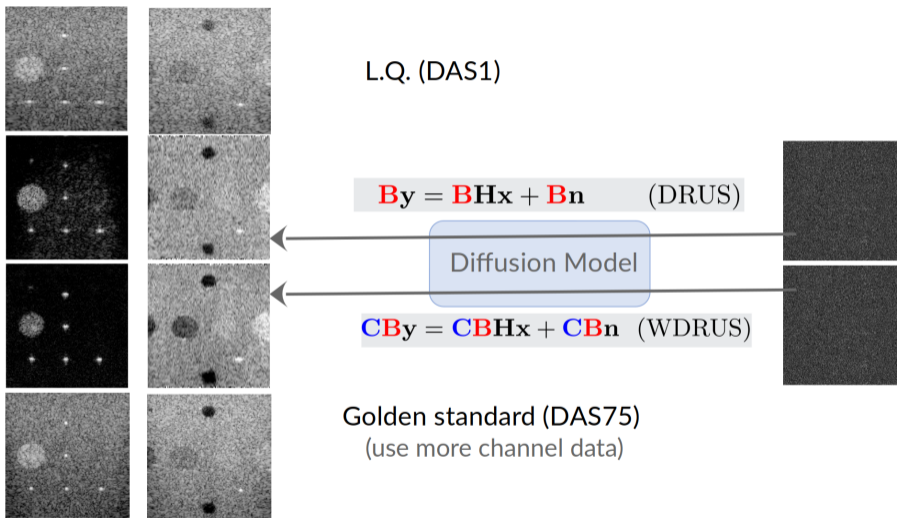 L.Q. (DAS1)
By = BHx + Bn (DRUS)
Diffusion Model
CBy = CBHx + CBn (WDRUS)
Golden standard (DAS75)
(use more channel data)